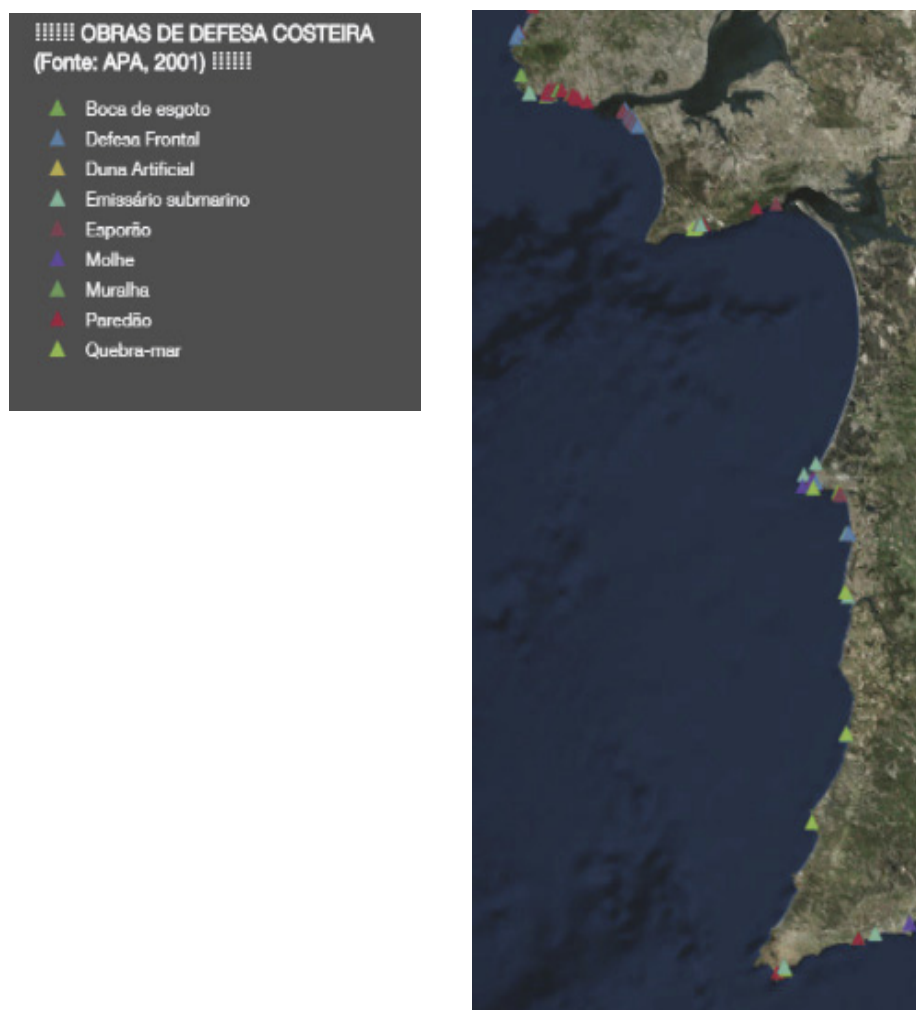 ⁞⁞⁞⁞⁞⁞ OBRAS DE DEFESA COSTEIRA
(Fonte: APA, 2001) ⁞⁞⁞⁞⁞⁞
Boca de esgoto
Defesa Frontal
Duna Artificial
Emissário submarino
Esporão
Molhe
Muralha
Paredão
Quebra-mar